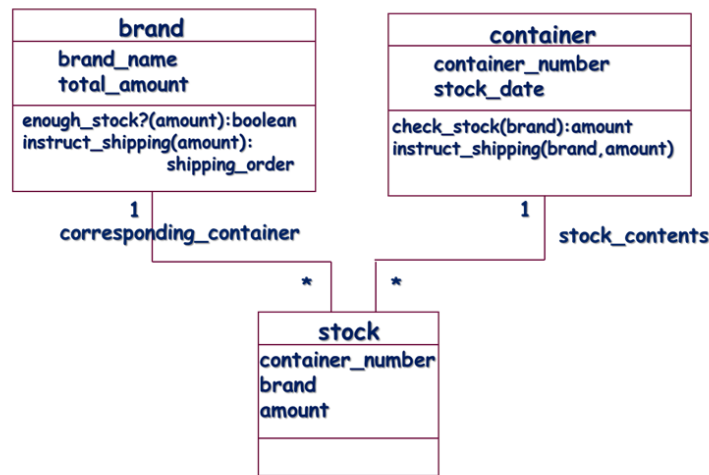 brand
brand_name
total_amount
enough_stock?(amount):boolean
instruct_shipping(amount):
shipping_order
container
container_number
stock_date
check_stock(brand):amount
instruct_shipping(brand,amount)
1
corresponding_container
*
1
stock_contents
*
stock
container_number
brand
amount